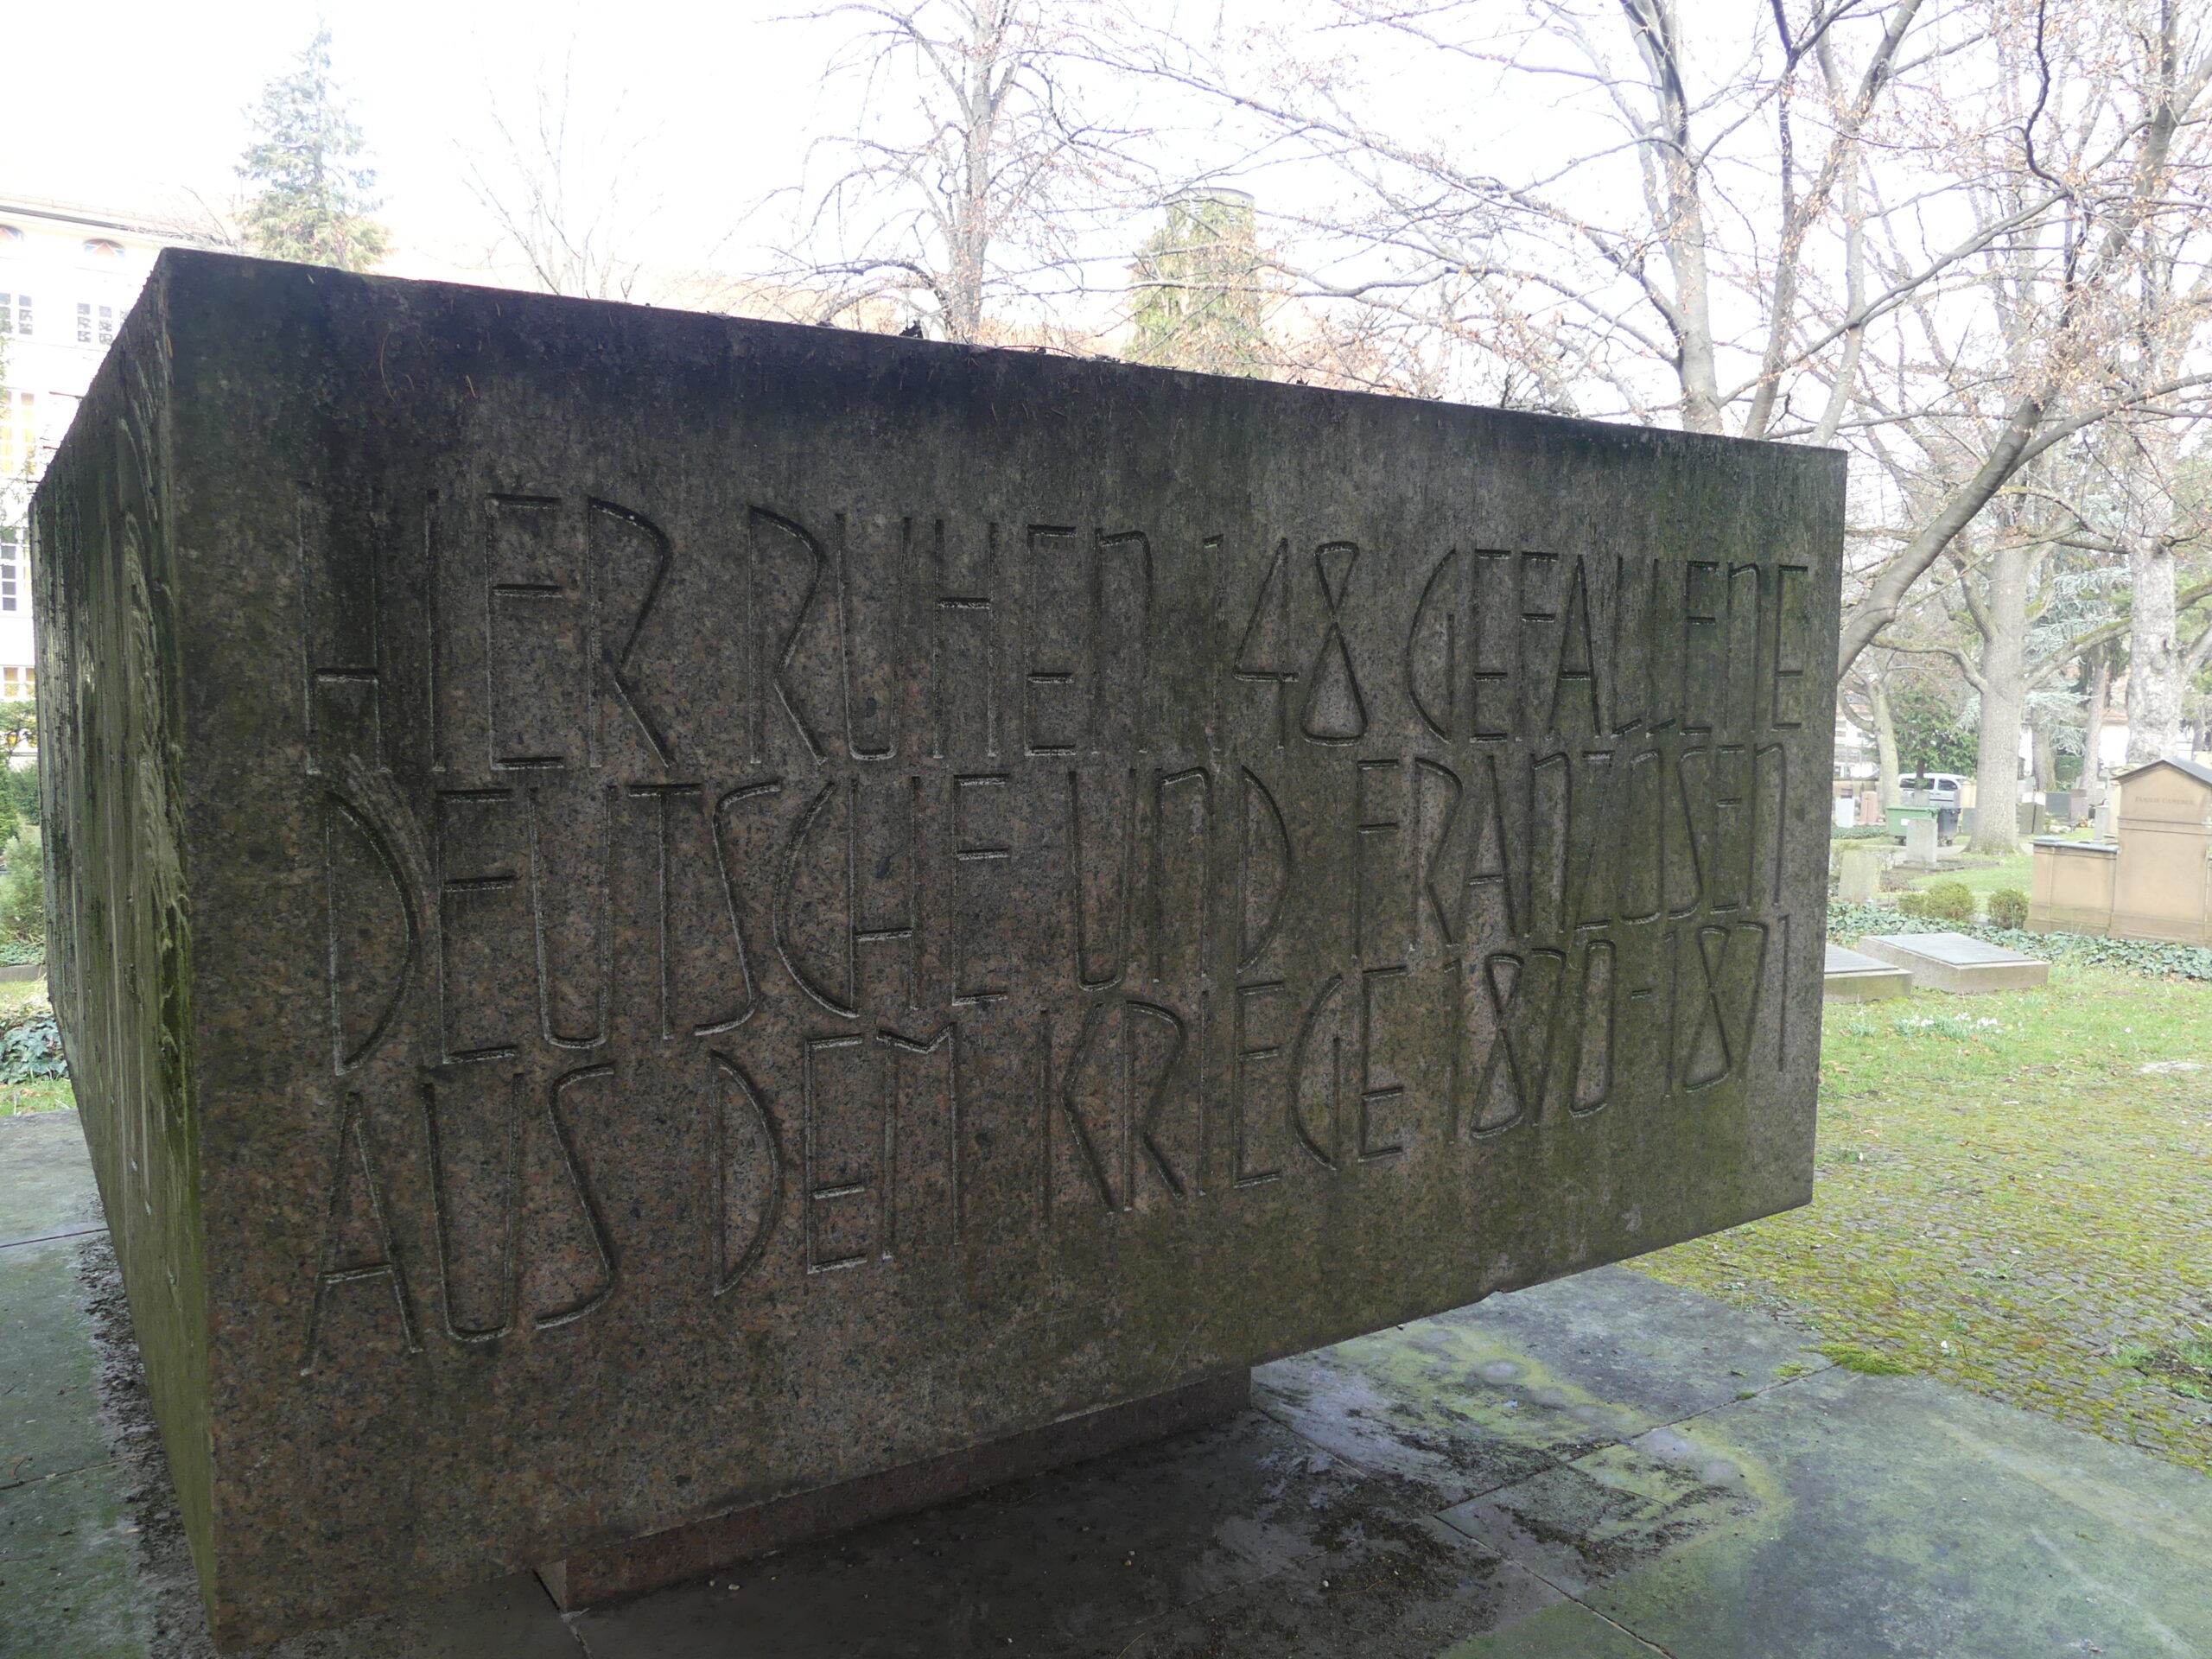 HIER RUHEN 148 GEFALLENE
DEUTSCHE UND FRANZOSEN
AUS DEM KRIEGE 1870-1871